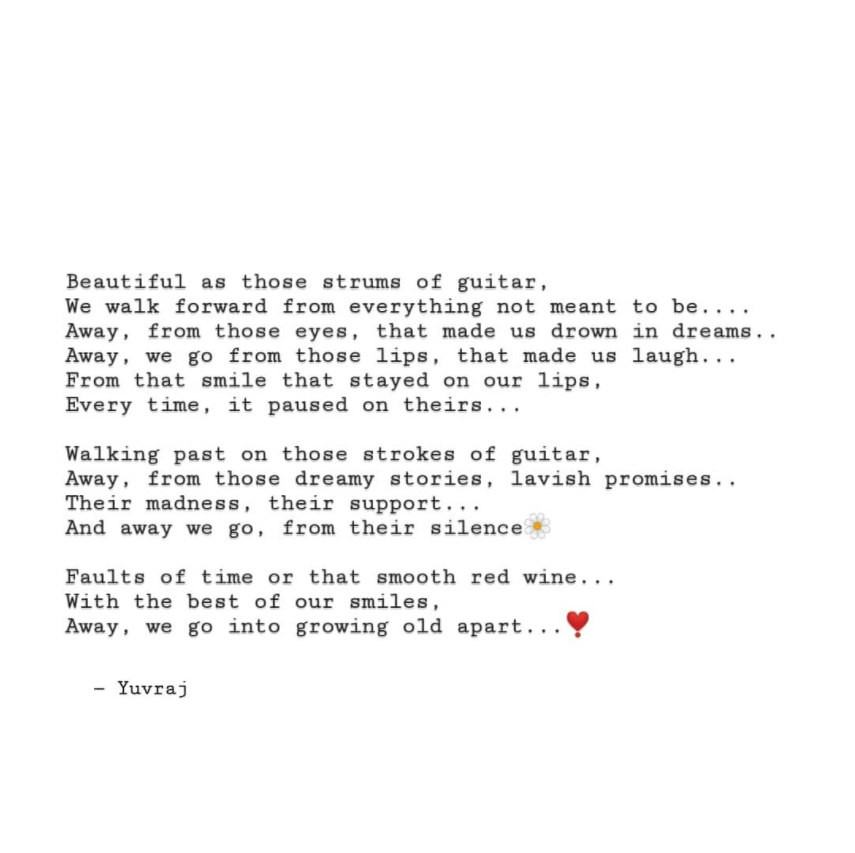 Beautiful as those strums of guitar,
We walk forward from everything not meant to be....
Away, from those eyes, that made us drown in dreams..
Away, we go from those lips, that made us laugh...
From that smile that stayed on our lips,
Every time, it paused on theirs...
Walking past on those strokes of guitar,
Away, from those dreamy stories, lavish promises..
Their madness, their support...
And away we go, from their silence🌼
Faults of time or that smooth red wine...
With the best of our smiles,
Away, we go into growing old apart...❣️
– Yuvraj